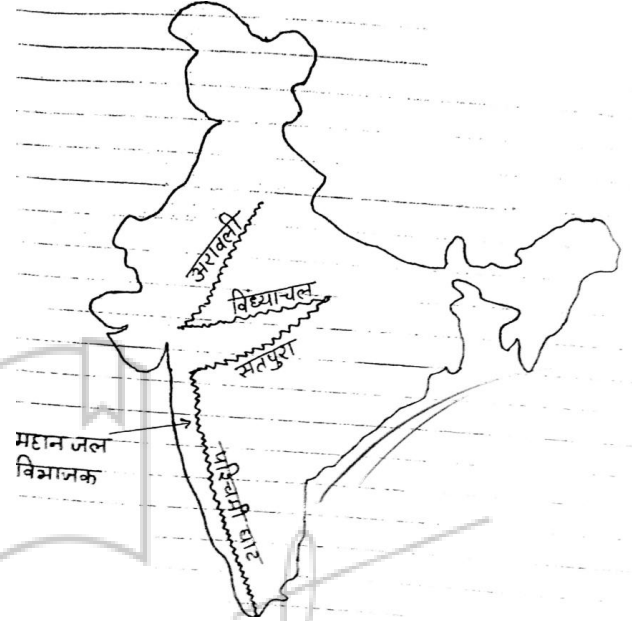 अरावली
विंध्याचल
सतपुरा
महान जल
विभाजक
पश्चिमी घाट